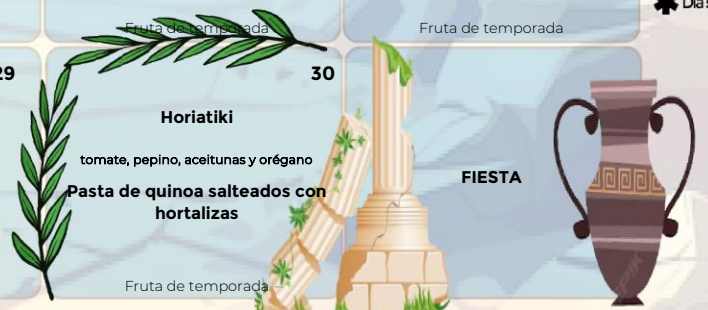 Fruta de temporada
Fruta de temporada
29
30
Horiatiki
tomate, pepino, aceitunas y orégano
Pasta de quinoa salteados con
hortalizas
FIESTA
Fruta de temporada